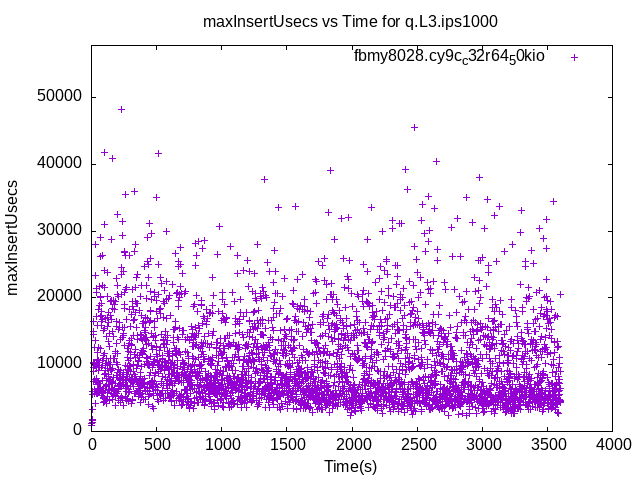 maxInsertUsecs vs Time for q.L3.ips1000
fbmy8028.cy9c_c32r64_50kio
50000
40000
30000
20000
10000
0
maxInsertUsecs
0 500 1000 1500 2000 2500 3000 3500 4000
Time(s)